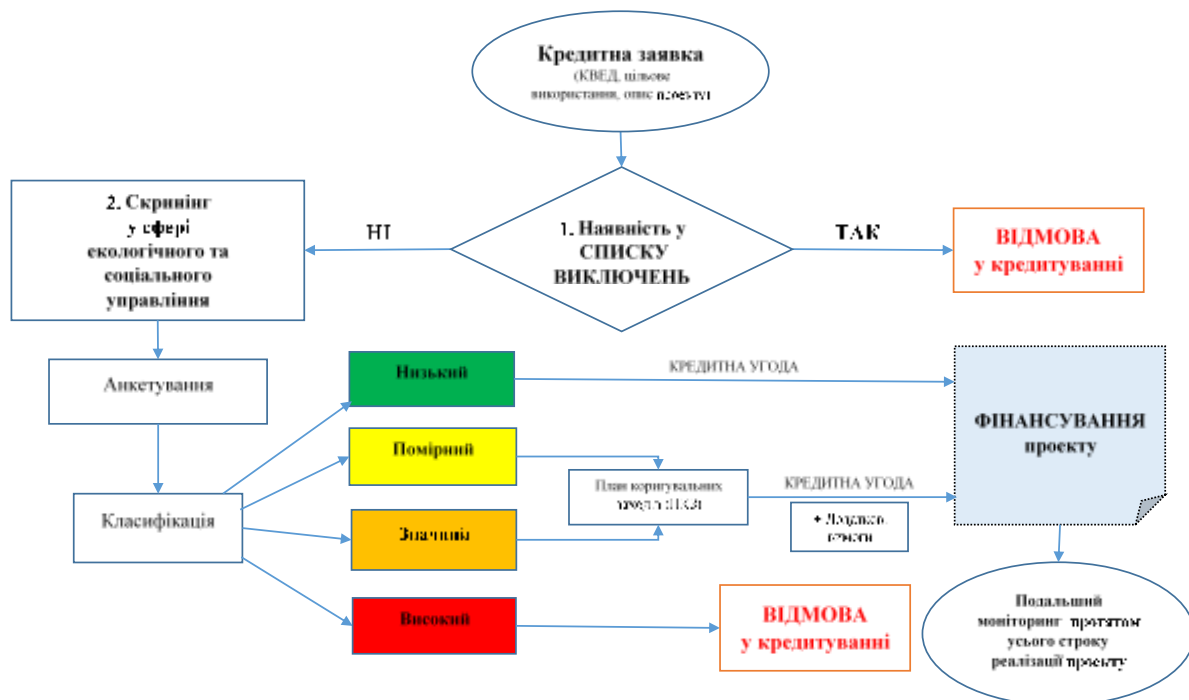 Кредитна заявка
(КВЕД, цільове
використання, опис проекту)
2. Скринінг
у сфері
екологічного та
соціального
управління
НІ
1. Наявність у
СПИСКУ
ВИКЛЮЧЕНЬ
ТАК
ВІДМОВА
у кредитуванні
Анкетування
Низький
КРЕДИТНА УГОДА
ФІНАНСУВАННЯ
проекту
Помірний
План коригувальних
КРЕДИТНА УГОДА
Класифікація
Значний
Високий
ВІДМОВА
у кредитуванні
Подальший
моніторинг протягом
усього строку
реалізації проекту